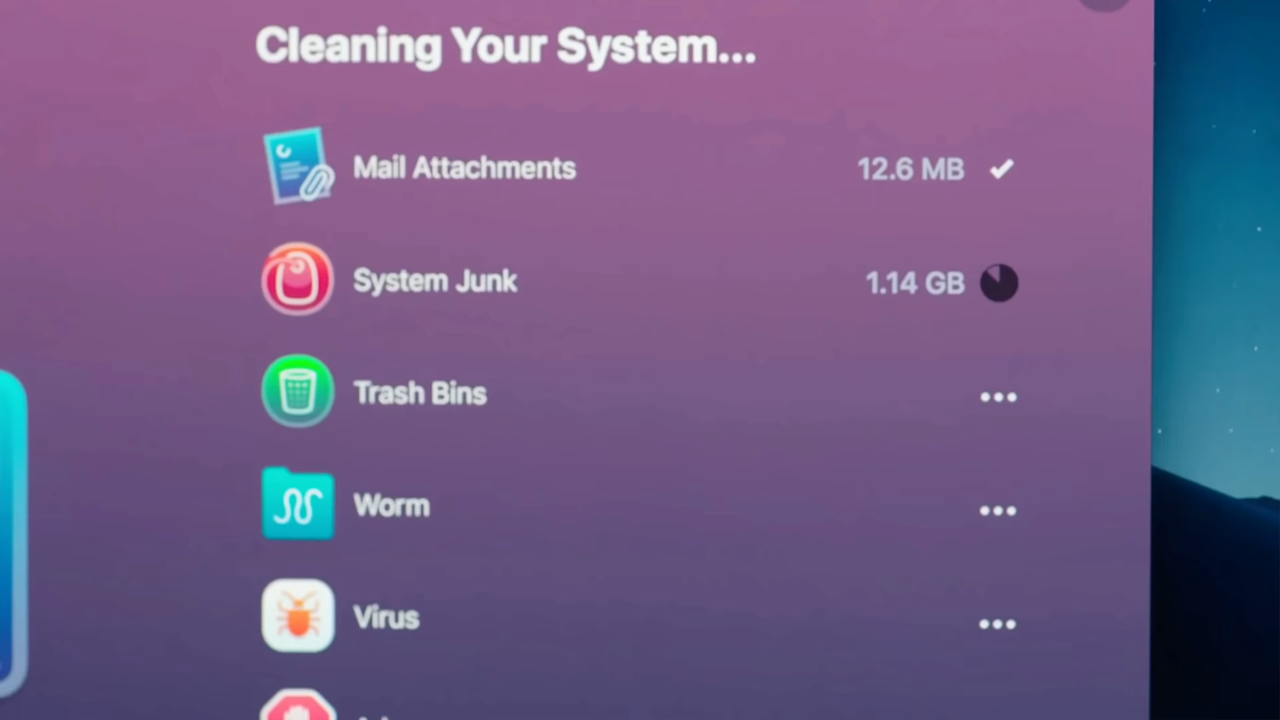 Cleaning Your System...
Mail Attachments 12.6 MB
System Junk 1.14 GB
Trash Bins
Worm
Virus